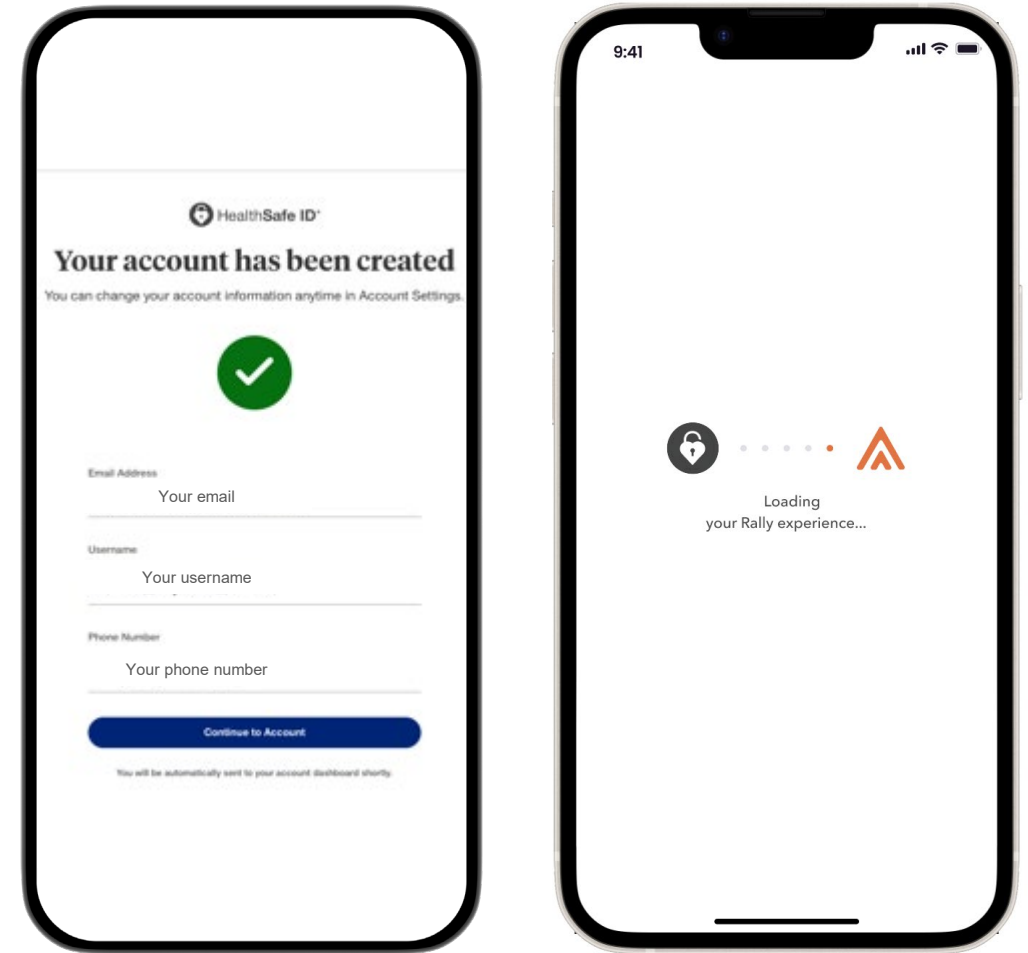 HealthSafe ID®
Your account has been created
You can change your account information anytime in Account Settings.
Email Address
Your email
Username
Your username
Phone Number
Your phone number
Continue to Account
You will be automatically sent to your account dashboard shortly.
9:41
Loading
your Rally experience...